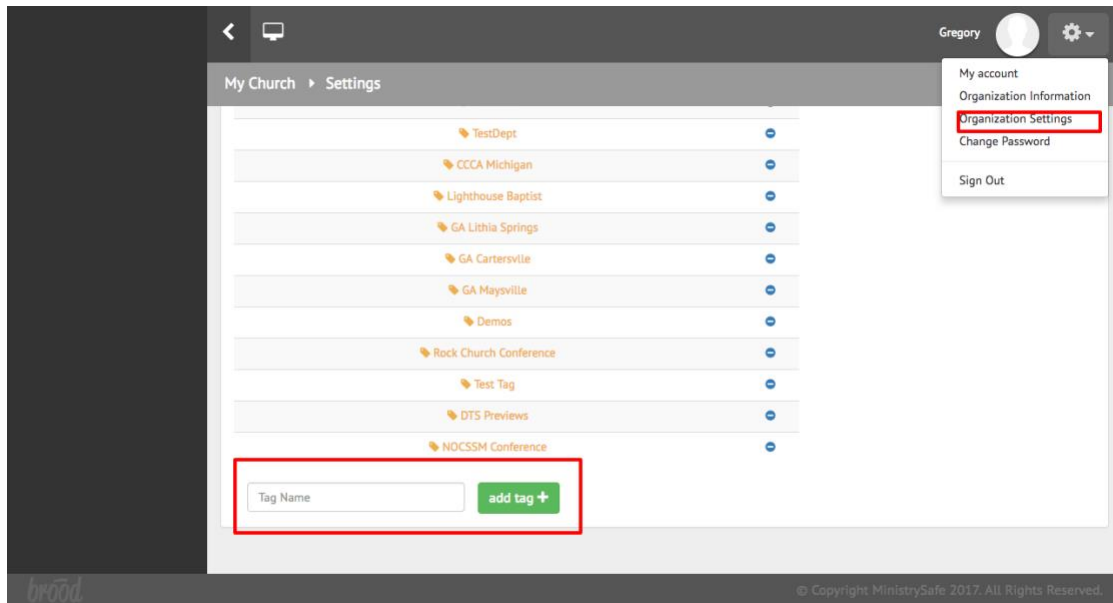 Gregory
My Church Settings
My account
Organization Information
Organization Settings
Change Password
Sign Out
TestDept
CCCA Michigan
Lighthouse Baptist
GA Lithia Springs
GA Cartersvlle
GA Maysville
Demos
Rock Church Conference
Test Tag
DTS Previews
NOCSSM Conference
Tag Name
add tag +
brōōd
© Copyright MinistrySafe 2017. All Rights Reserved.